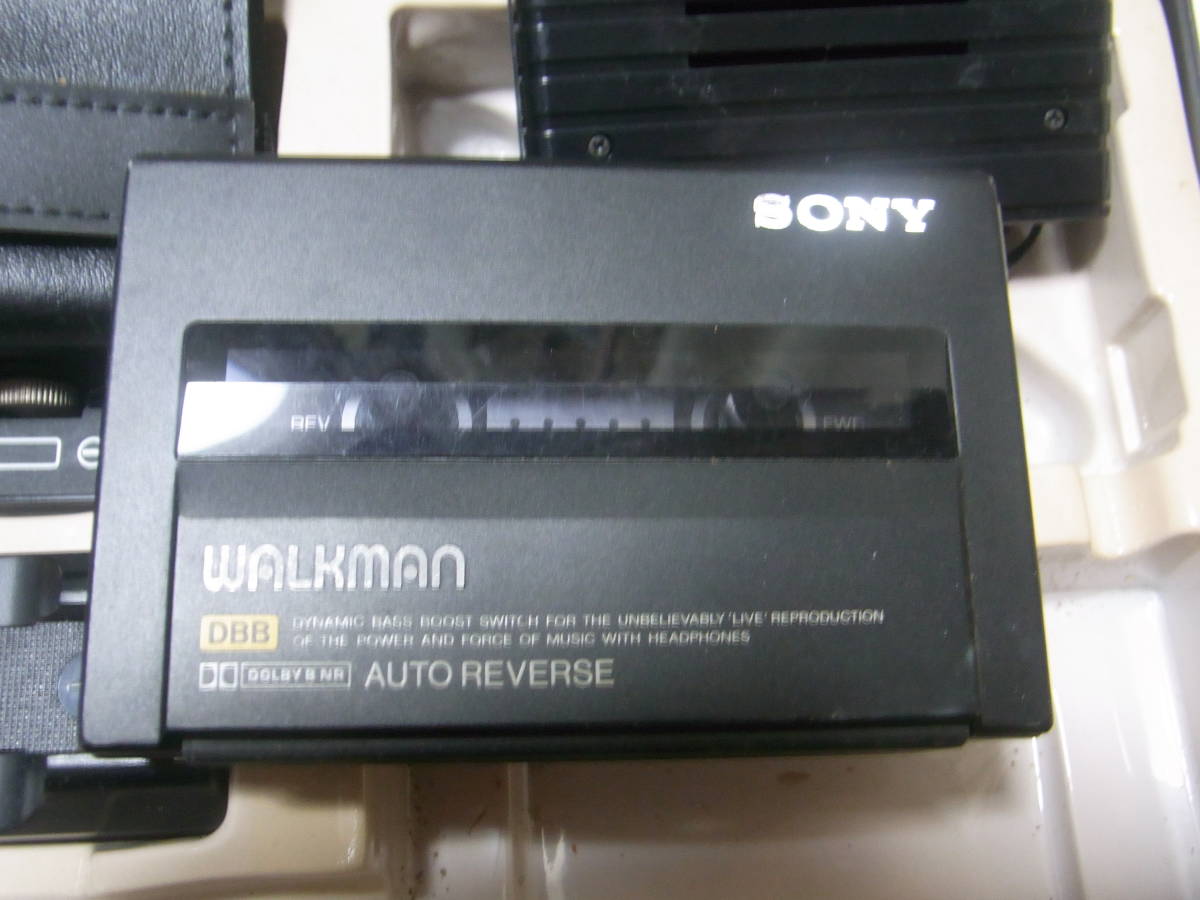 SONY
REV FWD
WALKMAN
DBB DYNAMIC BASS BOOST SWITCH FOR THE UNBELIEVABLY 'LIVE' REPRODUCTION
OF THE POWER AND FORCE OF MUSIC WITH HEADPHONES
DOLBY B NR AUTO REVERSE